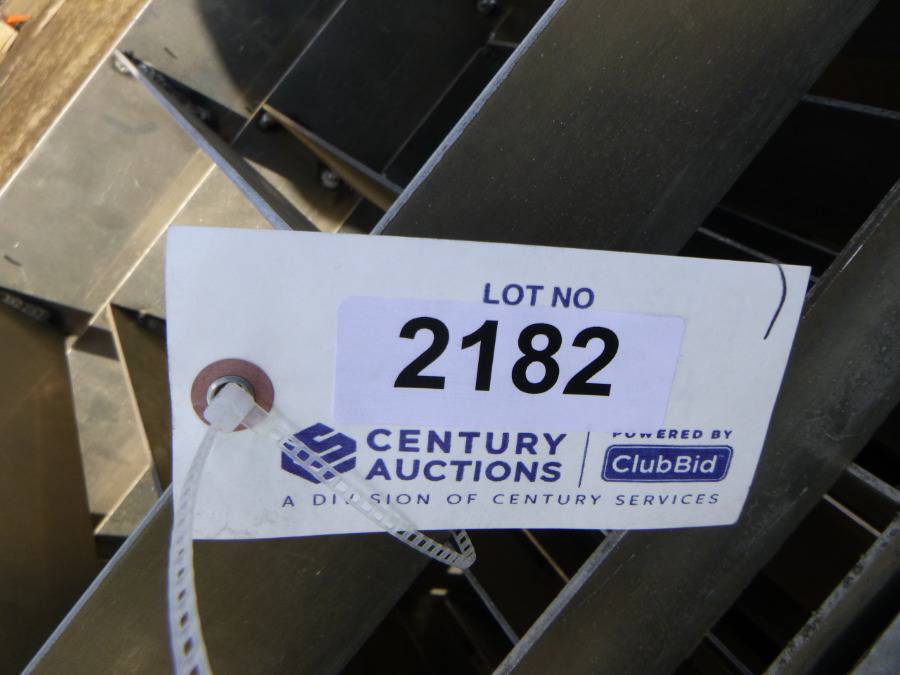 LOT NO
2182
CENTURY
AUCTIONS
POWERED BY
ClubBid
A DIVISION OF CENTURY SERVICES